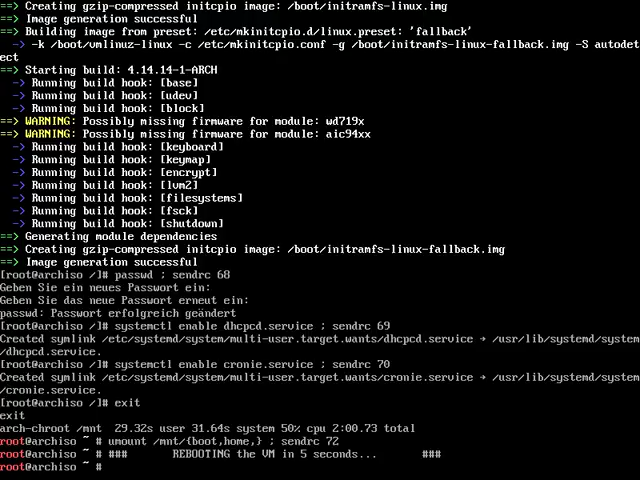 ==> Creating gzip-compressed initcpio image: /boot/initramfs-linux.img
==> Image generation successful
==> Building image from preset: /etc/mkinitcpio.d/linux.preset: 'fallback'
-> -k /boot/vmlinuz-linux -c /etc/mkinitcpio.conf -g /boot/initramfs-linux-fallback.img -S autodet
ect
==> Starting build: 4.14.14-1-ARCH
-> Running build hook: [base]
-> Running build hook: [udev]
-> Running build hook: [block]
==> WARNING: Possibly missing firmware for module: wd719x
==> WARNING: Possibly missing firmware for module: aic94xx
-> Running build hook: [keyboard]
-> Running build hook: [keymap]
-> Running build hook: [encrypt]
-> Running build hook: [lvm2]
-> Running build hook: [filesystems]
-> Running build hook: [fsck]
-> Running build hook: [shutdown]
==> Generating module dependencies
==> Creating gzip-compressed initcpio image: /boot/initramfs-linux-fallback.img
==> Image generation successful
[root@archiso /]# passwd ; sendrc 68
Geben Sie ein neues Passwort ein:
Geben Sie das neue Passwort erneut ein:
passwd: Passwort erfolgreich geändert
[root@archiso /]# systemctl enable dhcpcd.service ; sendrc 69
Created symlink /etc/systemd/system/multi-user.target.wants/dhcpcd.service → /usr/lib/systemd/system
/dhcpcd.service.
[root@archiso /]# systemctl enable cronie.service ; sendrc 70
Created symlink /etc/systemd/system/multi-user.target.wants/cronie.service → /usr/lib/systemd/system
/cronie.service.
[root@archiso /]# exit
exit
arch-chroot /mnt  29.32s user 31.64s system 50% cpu 2:00.73 total
root@archiso ~ # umount /mnt/{boot,home,} ; sendrc 72
root@archiso ~ # ### REBOOTING the VM in 5 seconds... ###
root@archiso ~ #